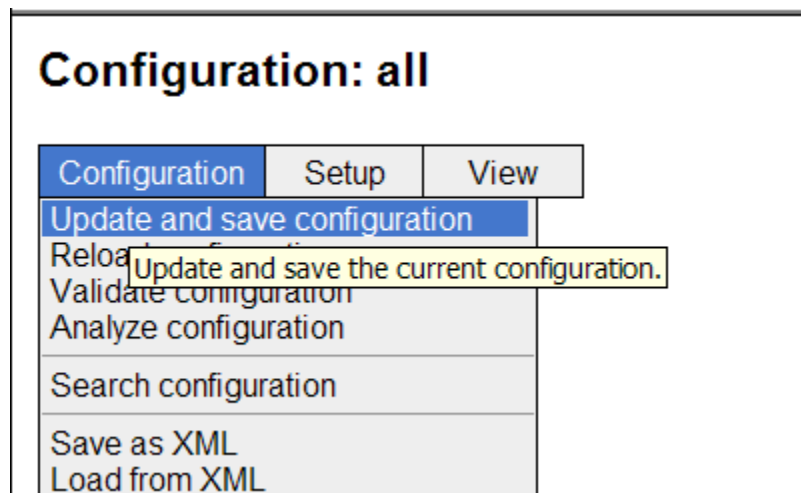 Configuration: all
Configuration Setup View
Update and save configuration
Update and save the current configuration.
Validate configuration
Analyze configuration
Search configuration
Save as XML
Load from XML